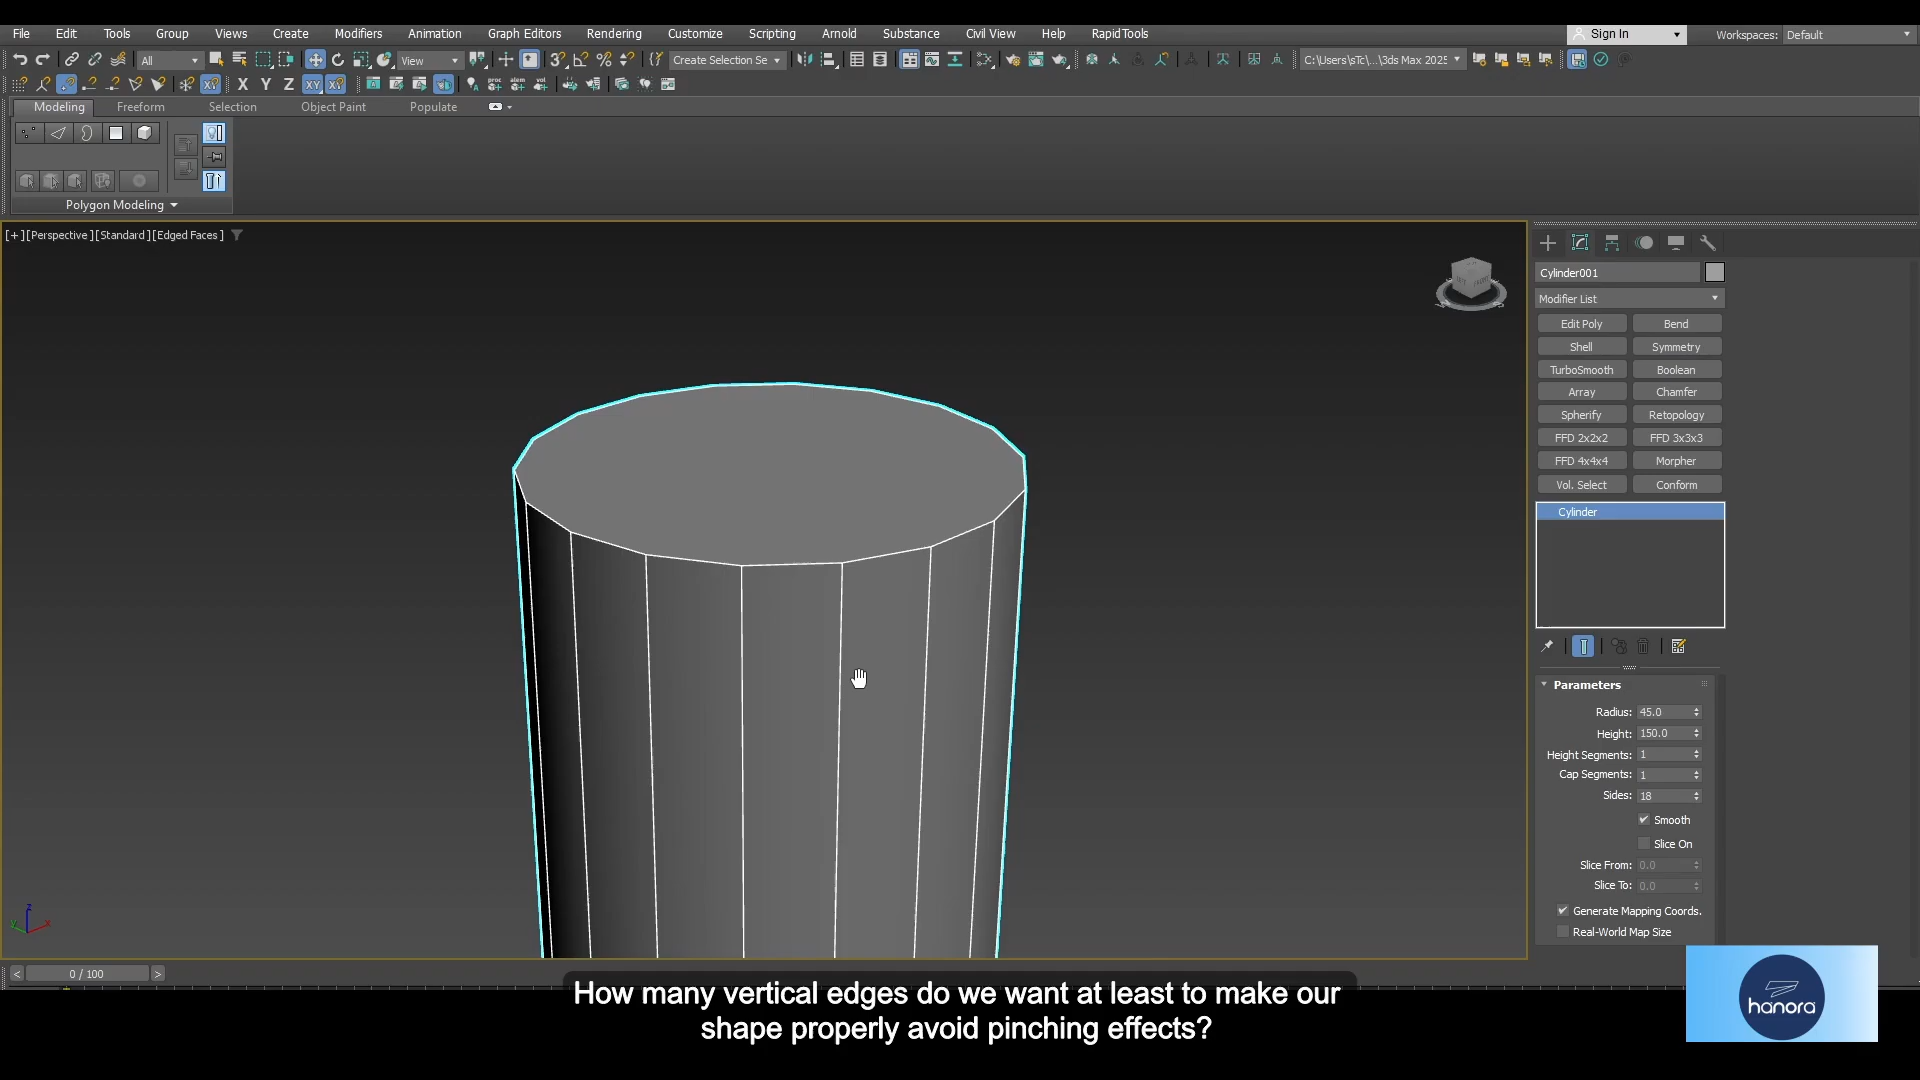 File Edit Tools Group Views Create Modifiers Animation Graph Editors Rendering Customize Scripting Arnold Substance Civil View Help RapidTools Sign In Workspaces: Default
All View Create Selection Se C:\Users\sTc\...\3ds Max 2025
X Y Z XY XY
Modeling Freeform Selection Object Paint Populate
Polygon Modeling
[+][Perspective][Standard][Edged Faces]
Cylinder001
Modifier List
Edit Poly Bend
Shell Symmetry
TurboSmooth Boolean
Array Chamfer
Spherify Retopology
FFD 2x2x2 FFD 3x3x3
FFD 4x4x4 Morpher
Vol. Select Conform
Cylinder
Parameters
Radius: 45.0
Height: 150.0
Height Segments: 1
Cap Segments: 1
Sides: 18
Smooth
Slice On
Slice From: 0.0
Slice To: 0.0
Generate Mapping Coords.
Real-World Map Size
z
y x
< 0 / 100 >
How many vertical edges do we want at least to make our
shape properly avoid pinching effects?
hanora